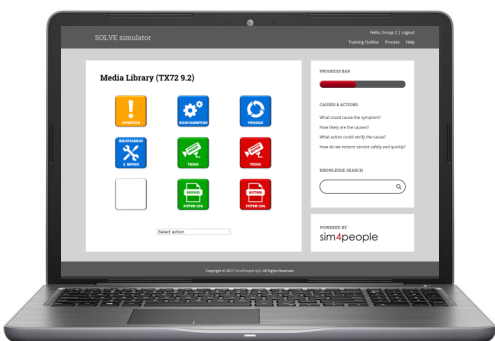 SOLVE simulator
Hello, Group 2 | Logout
Training Outline Process Help
Media Library (TX72 9.2)
CONFIGURATION
PROCESS
MAINTENANCE
& REPAIR
VIDEO
VIDEO
SYSTEM LOG
ACTION
SYSTEM LOG
Select action
PROGRESS BAR
CAUSES & ACTIONS
What could cause the symptom?
How likely are the causes?
What action could verify the cause?
How do we restore service safely and quickly?
KNOWLEDGE SEARCH
POWERED BY
sim4people